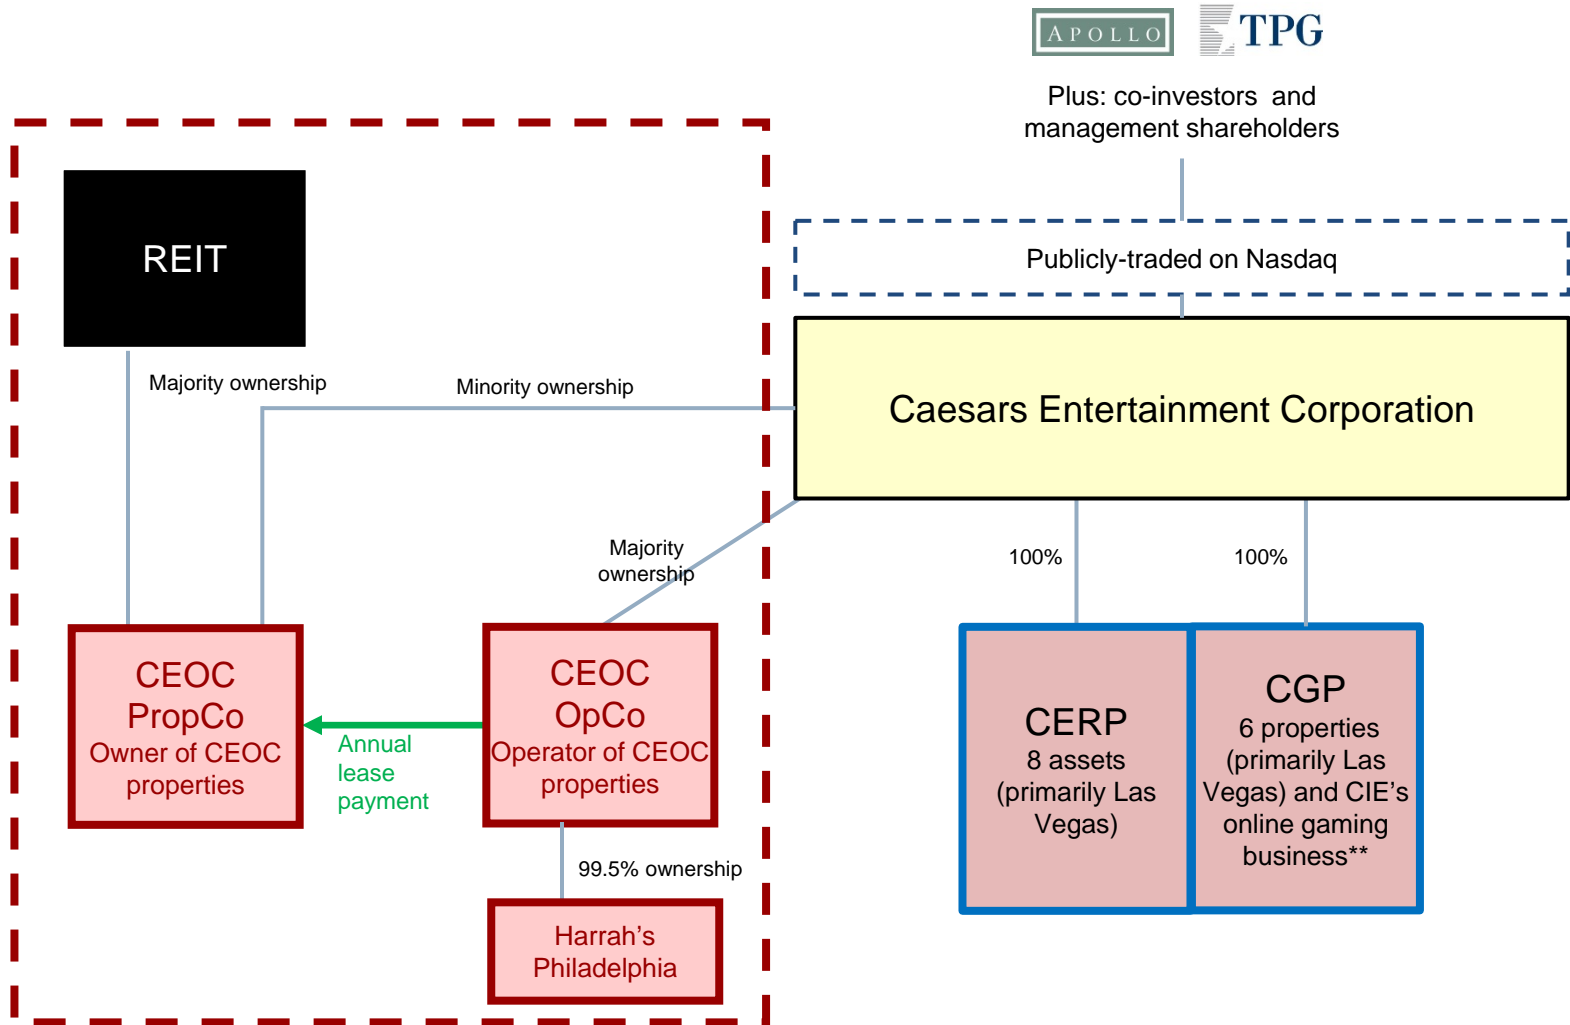 APOLLO
TPG
Plus: co-investors and
management shareholders
REIT
Publicly-traded on Nasdaq
Majority ownership
Minority ownership
Caesars Entertainment Corporation
Majority
ownership
100%
100%
CEOC
PropCo
Owner of CEOC
properties
Annual
lease
payment
CEOC
OpCo
Operator of CEOC
properties
CERP
8 assets
(primarily Las
Vegas)
CGP
6 properties
(primarily Las
Vegas) and CIE’s
online gaming
business**
99.5% ownership
Harrah’s
Philadelphia